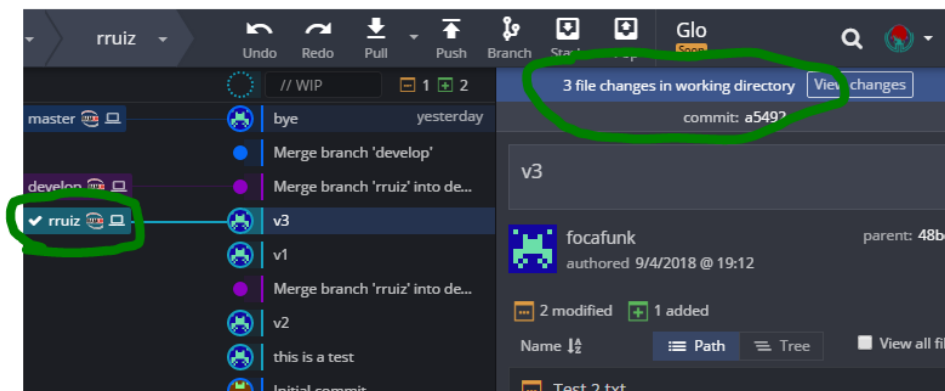 rruiz
Undo
Redo
Pull
Push
Branch
Glo
Soon
// WIP
1
2
3 file changes in working directory
View changes
master
bye
yesterday
commit: a5492
Merge branch 'develop'
v3
develop
Merge branch 'rruiz' into de...
rruiz
v3
focafunk
parent: 48b
v1
authored 9/4/2018 @ 19:12
Merge branch 'rruiz' into de...
2 modified
1 added
v2
Name
Path
Tree
View all fil
this is a test
Initial commit
Test 2.txt